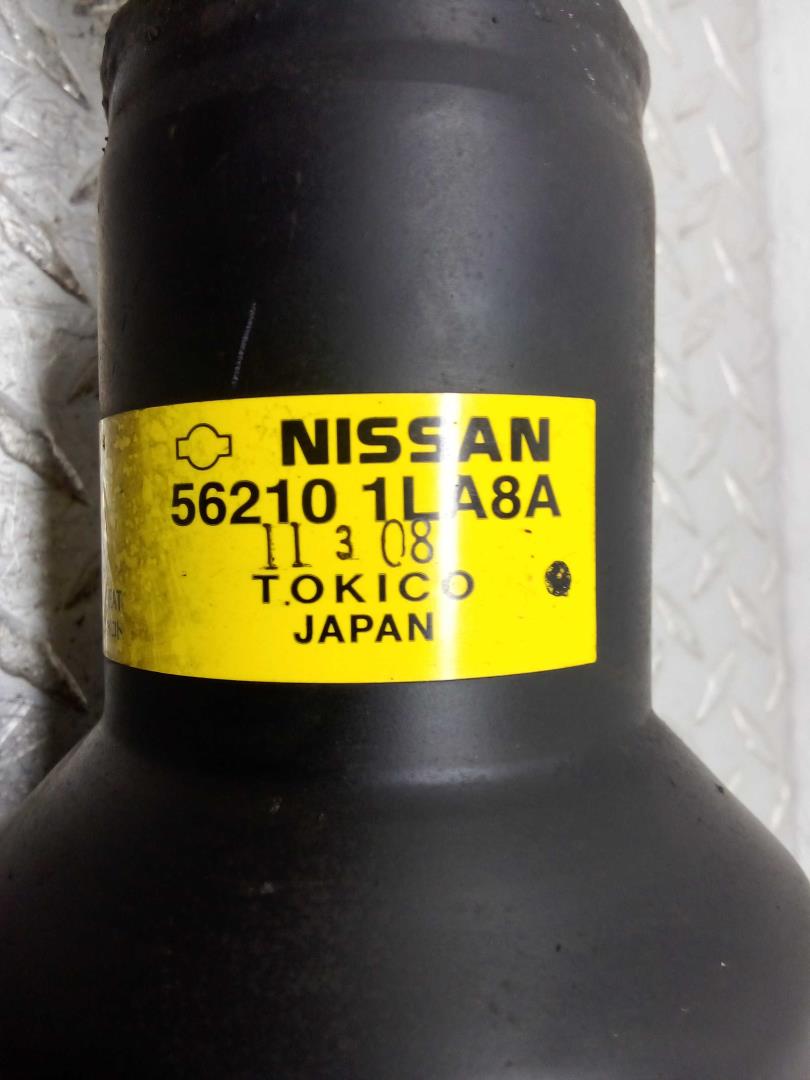 NISSAN
56210 1LA8A
11 3 08
TOKICO
JAPAN